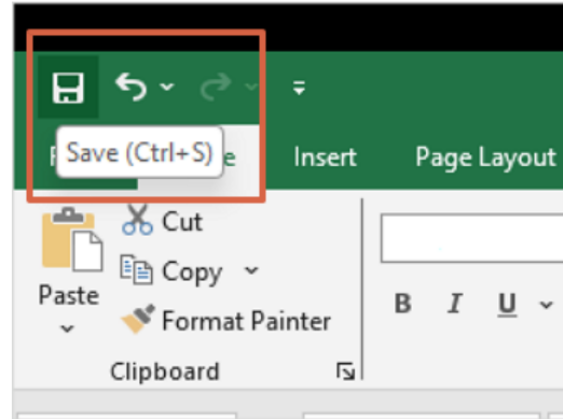 Save (Ctrl+S)
Insert
Page Layout
Cut
Copy
Paste
Format Painter
B I U
Clipboard